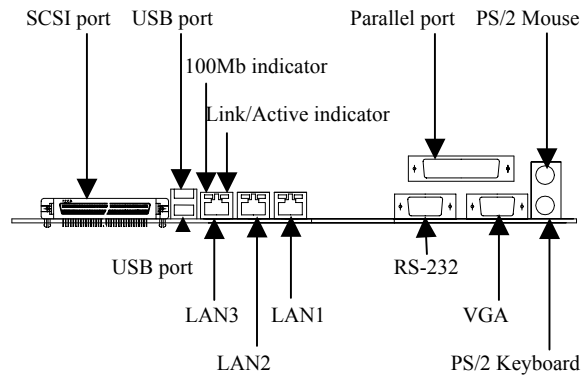 SCSI port
USB port
Parallel port
PS/2 Mouse
100Mb indicator
Link/Active indicator
USB port
RS-232
LAN3
LAN1
VGA
LAN2
PS/2 Keyboard